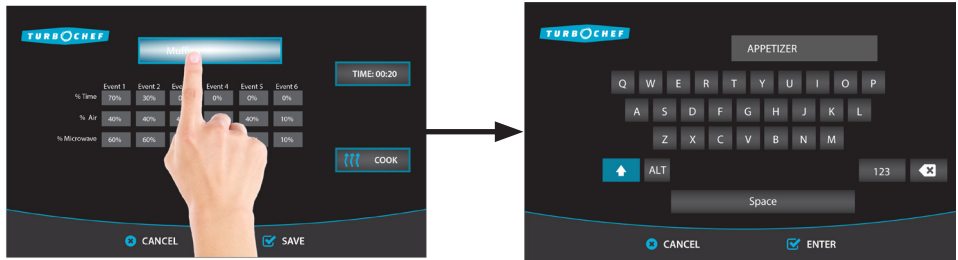 TURBOCHEF
TIME: 00:20
Event 1 Event 2 Event 4 Event 5 Event 6
% Time 70% 30% 0% 0% 0%
% Air 40% 40% 40% 10%
% Microwave 60% 60% 10%
COOK
CANCEL SAVE
TURBOCHEF
APPETIZER
Q W E R T Y U I O P
A S D F G H J K L
Z X C V B N M
ALT 123
Space
CANCEL ENTER